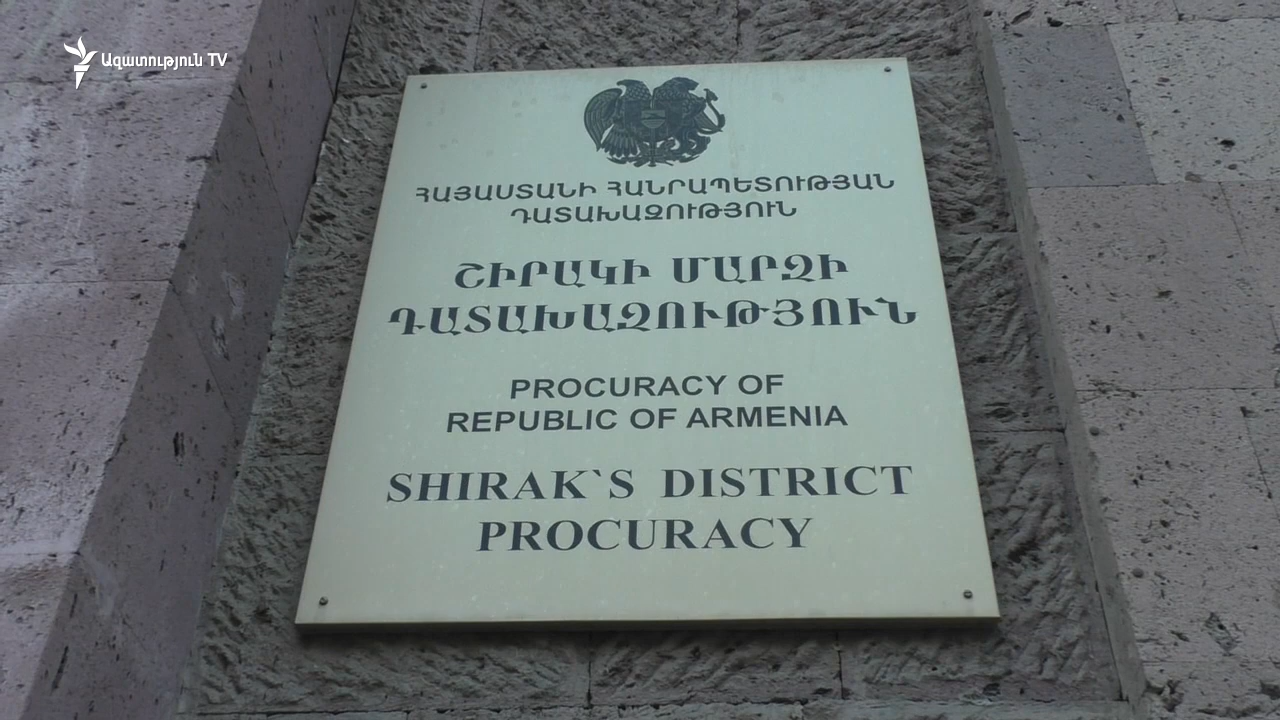 Ազատություն TV
ՀԱՅԱՍՏԱՆԻ ՀԱՆՐԱՊԵՏՈՒԹՅԱՆ
ԴԱՏԱԽԱԶՈՒԹՅՈՒՆ
ՇԻՐԱԿԻ ՄԱՐԶԻ
ԴԱՏԱԽԱԶՈՒԹՅՈՒՆ
PROCURACY OF
REPUBLIC OF ARMENIA
SHIRAK`S DISTRICT
PROCURACY